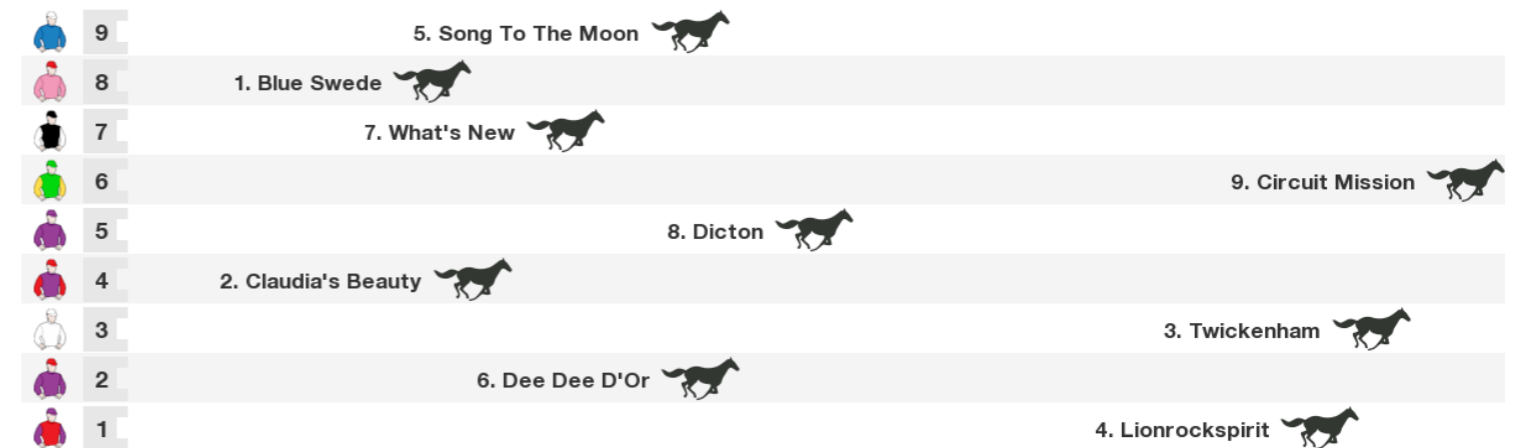 9 5. Song To The Moon
8 1. Blue Swede
7 7. What's New
6 9. Circuit Mission
5 8. Dicton
4 2. Claudia's Beauty
3 3. Twickenham
2 6. Dee Dee D'Or
1 4. Lionrockspirit